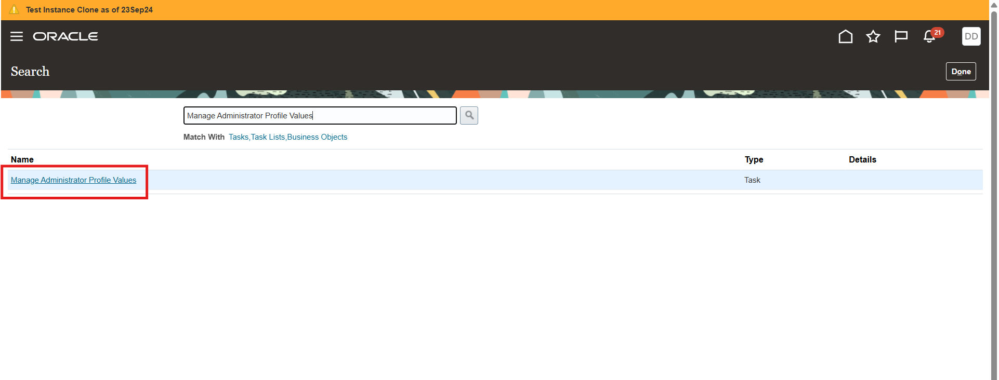 Test Instance Clone as of 23Sep24
ORACLE
21
DD
Search
Done
Manage Administrator Profile Values
Match With Tasks,Task Lists,Business Objects
Name Type Details
Manage Administrator Profile Values Task